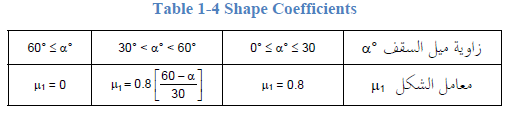 Table 1-4 Shape Coefficients
زاوية ميل السقف α° | 0° ≤ α° ≤ 30 | 30° < α° < 60° | 60° ≤ α°
معامل الشكل μ1 | μ1 = 0.8 | μ1 = 0.8[(60 – α)/30] | μ1 = 0